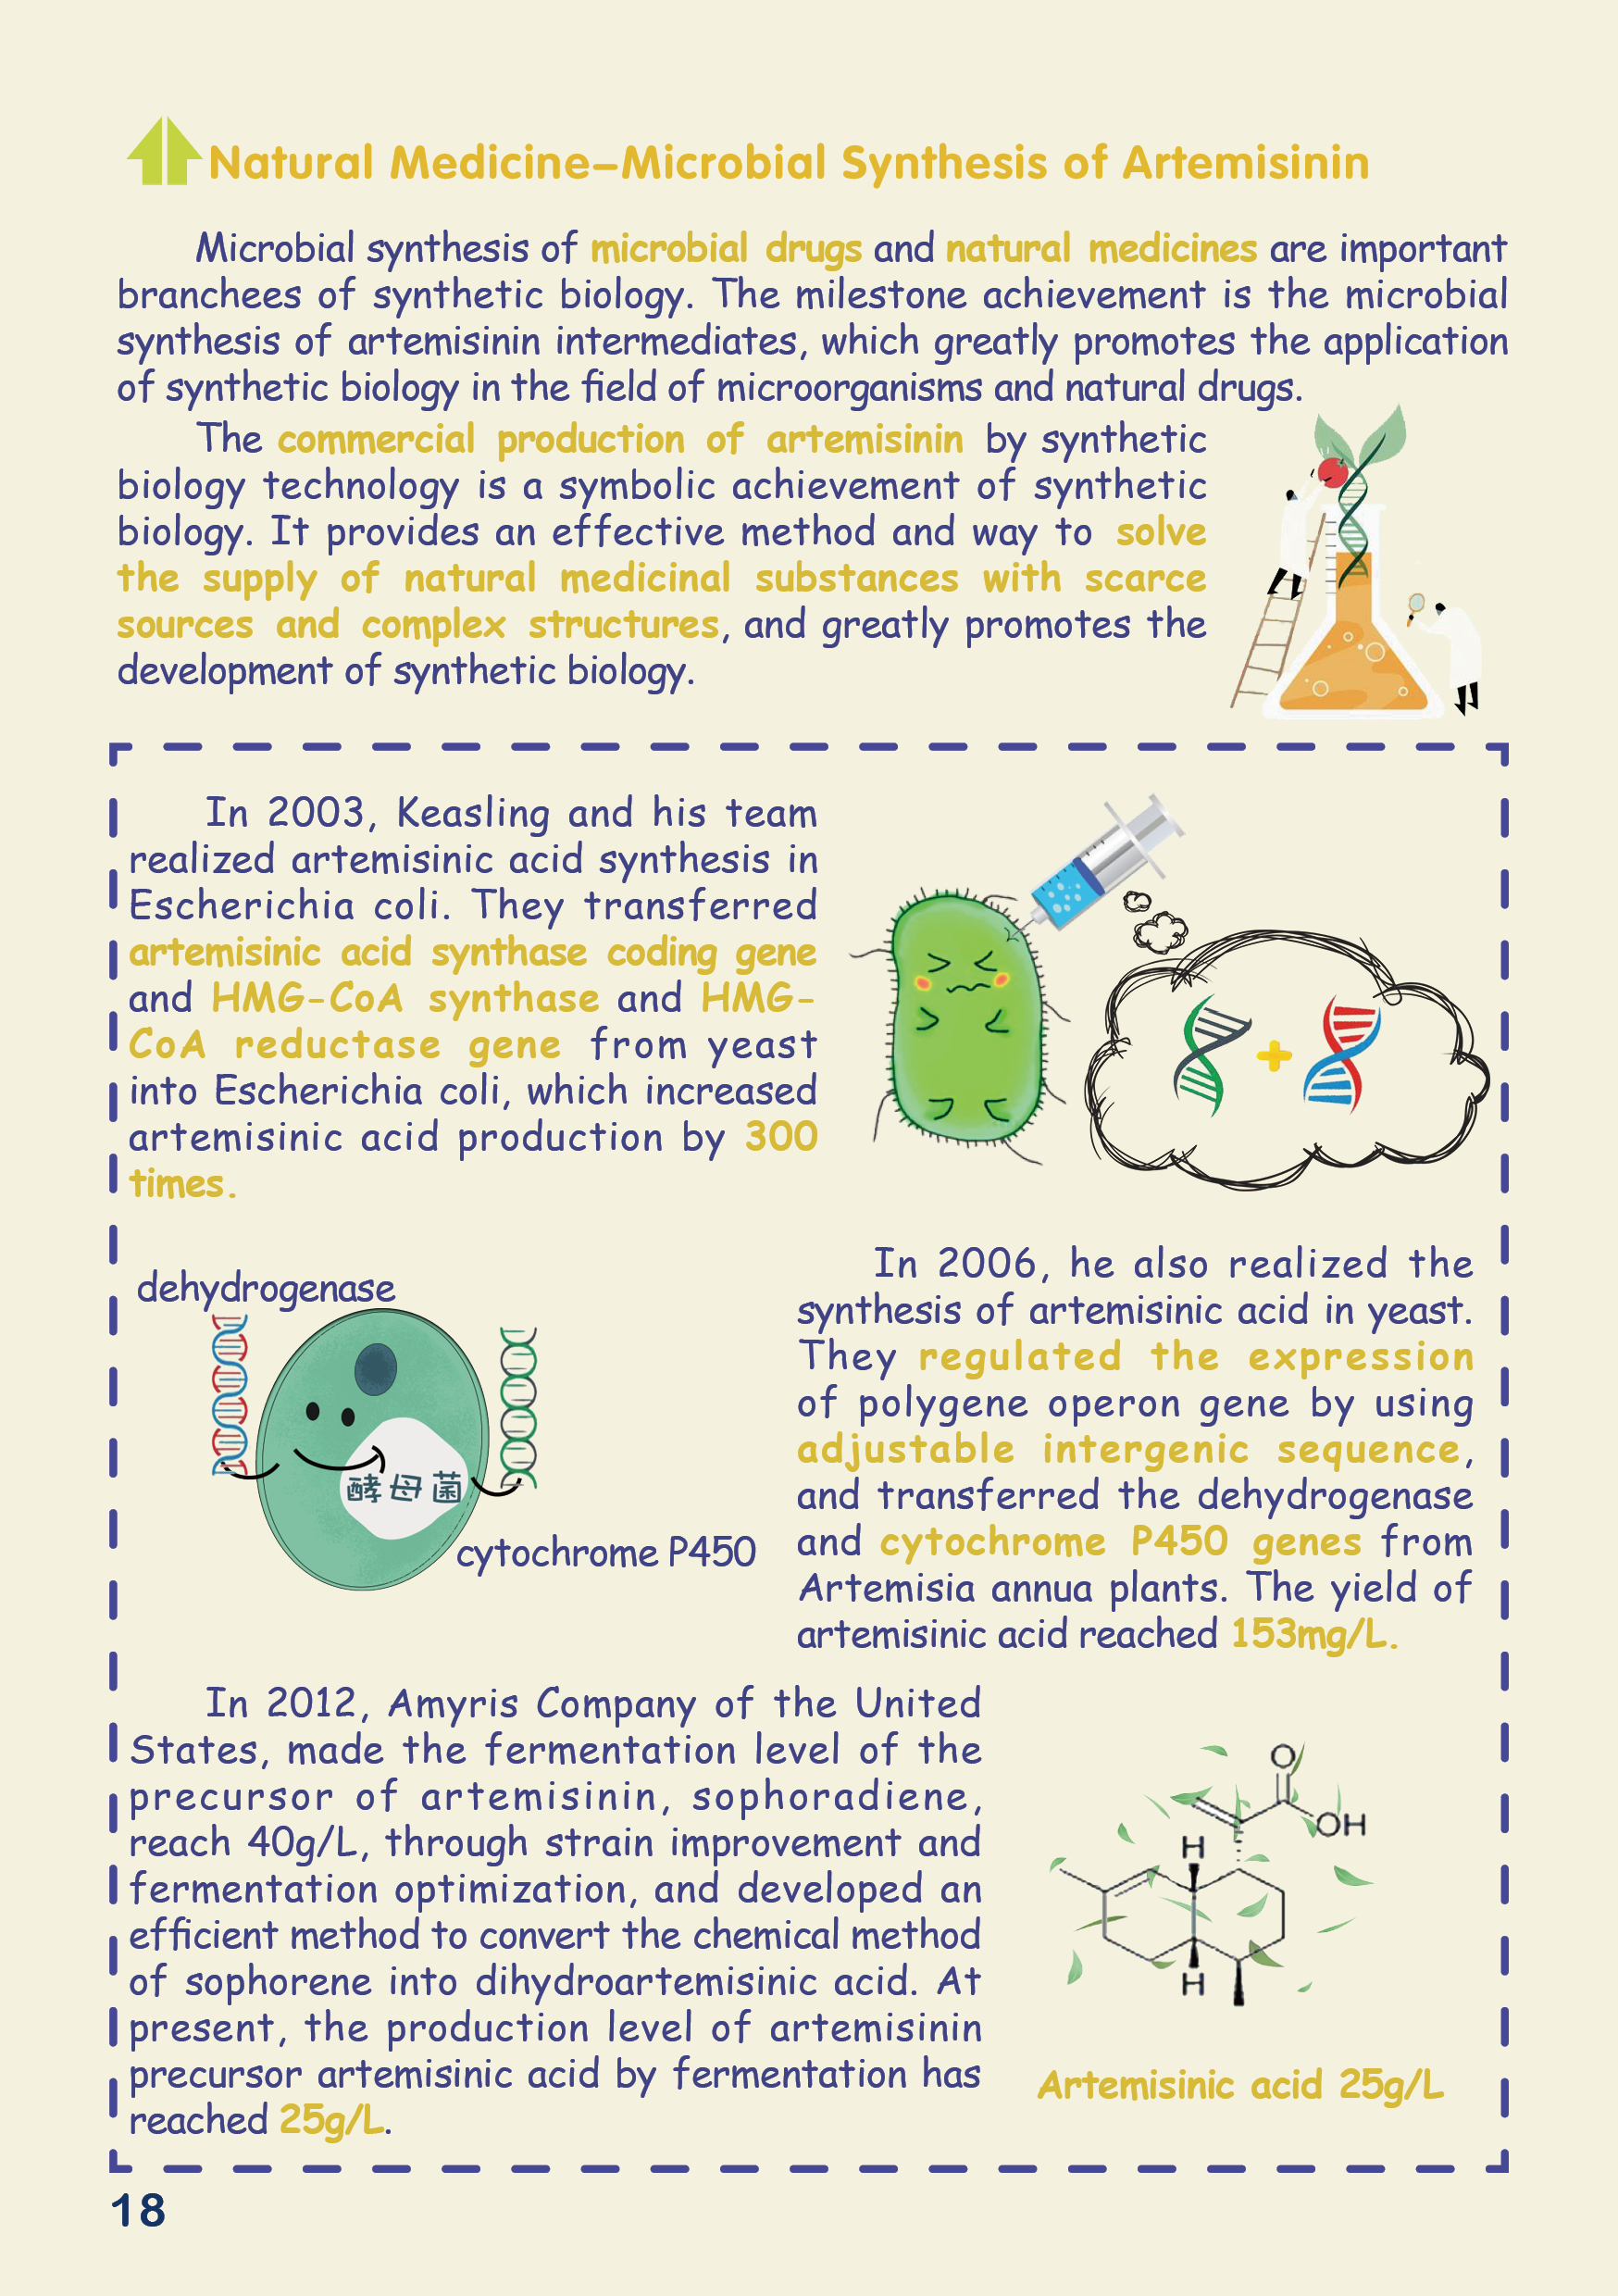 Natural Medicine–Microbial Synthesis of Artemisinin
Microbial synthesis of microbial drugs and natural medicines are important
branchees of synthetic biology. The milestone achievement is the microbial
synthesis of artemisinin intermediates, which greatly promotes the application
of synthetic biology in the field of microorganisms and natural drugs.
The commercial production of artemisinin by synthetic
biology technology is a symbolic achievement of synthetic
biology. It provides an effective method and way to solve
the supply of natural medicinal substances with scarce
sources and complex structures, and greatly promotes the
development of synthetic biology.
In 2003, Keasling and his team
realized artemisinic acid synthesis in
Escherichia coli. They transferred
artemisinic acid synthase coding gene
and HMG-CoA synthase and HMG-
CoA reductase gene from yeast
into Escherichia coli, which increased
artemisinic acid production by 300
times.
dehydrogenase
酵母菌
cytochrome P450
In 2006, he also realized the
synthesis of artemisinic acid in yeast.
They regulated the expression
of polygene operon gene by using
adjustable intergenic sequence,
and transferred the dehydrogenase
and cytochrome P450 genes from
Artemisia annua plants. The yield of
artemisinic acid reached 153mg/L.
In 2012, Amyris Company of the United
States, made the fermentation level of the
precursor of artemisinin, sophoradiene,
reach 40g/L, through strain improvement and
fermentation optimization, and developed an
efficient method to convert the chemical method
of sophorene into dihydroartemisinic acid. At
present, the production level of artemisinin
precursor artemisinic acid by fermentation has
reached 25g/L.
O
OH
H
H
Artemisinic acid 25g/L
18